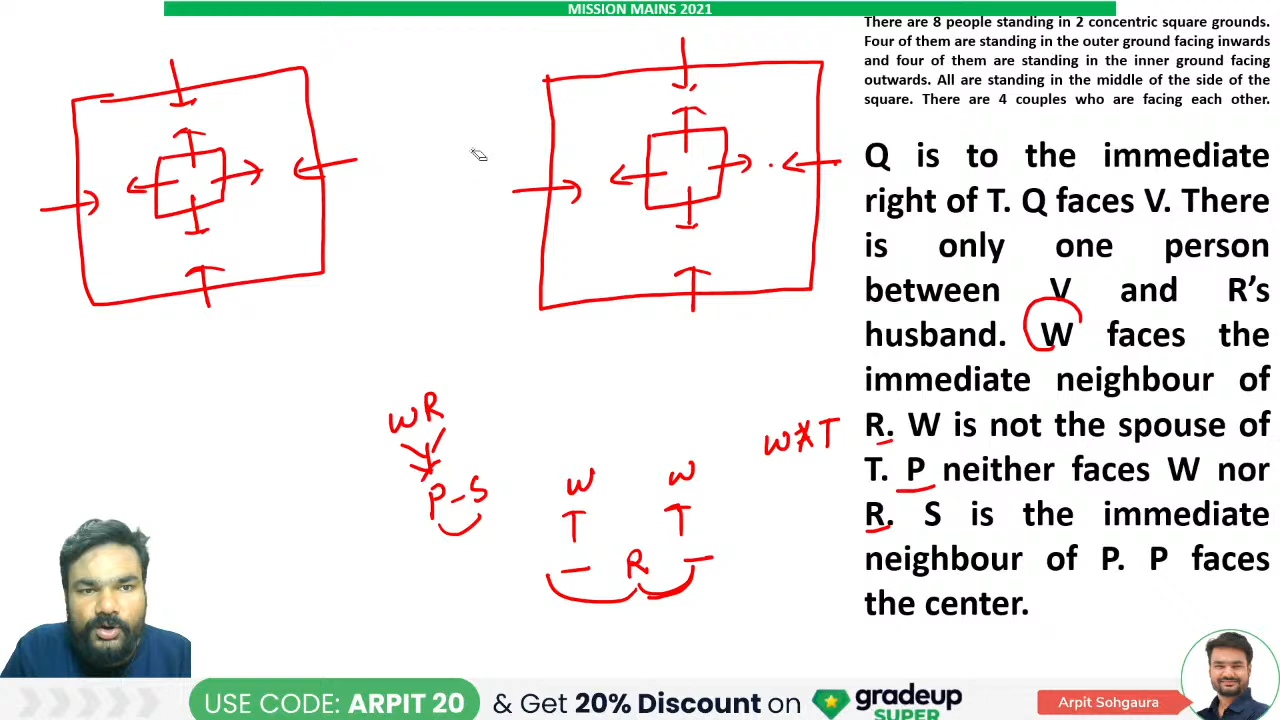 MISSION MAINS 2021
There are 8 people standing in 2 concentric square grounds.
Four of them are standing in the outer ground facing inwards
and four of them are standing in the inner ground facing
outwards. All are standing in the middle of the side of the
square. There are 4 couples who are facing each other.
Q is to the immediate
right of T. Q faces V. There
is only one person
between V and R's
husband. W faces the
immediate neighbour of
R. W is not the spouse of
T. P neither faces W nor
R. S is the immediate
neighbour of P. P faces
the center.
W R
P - S
W W
T T
— R —
W x T
USE CODE: ARPIT 20 & Get 20% Discount on gradeup
SUPER
Arpit Sohgaura